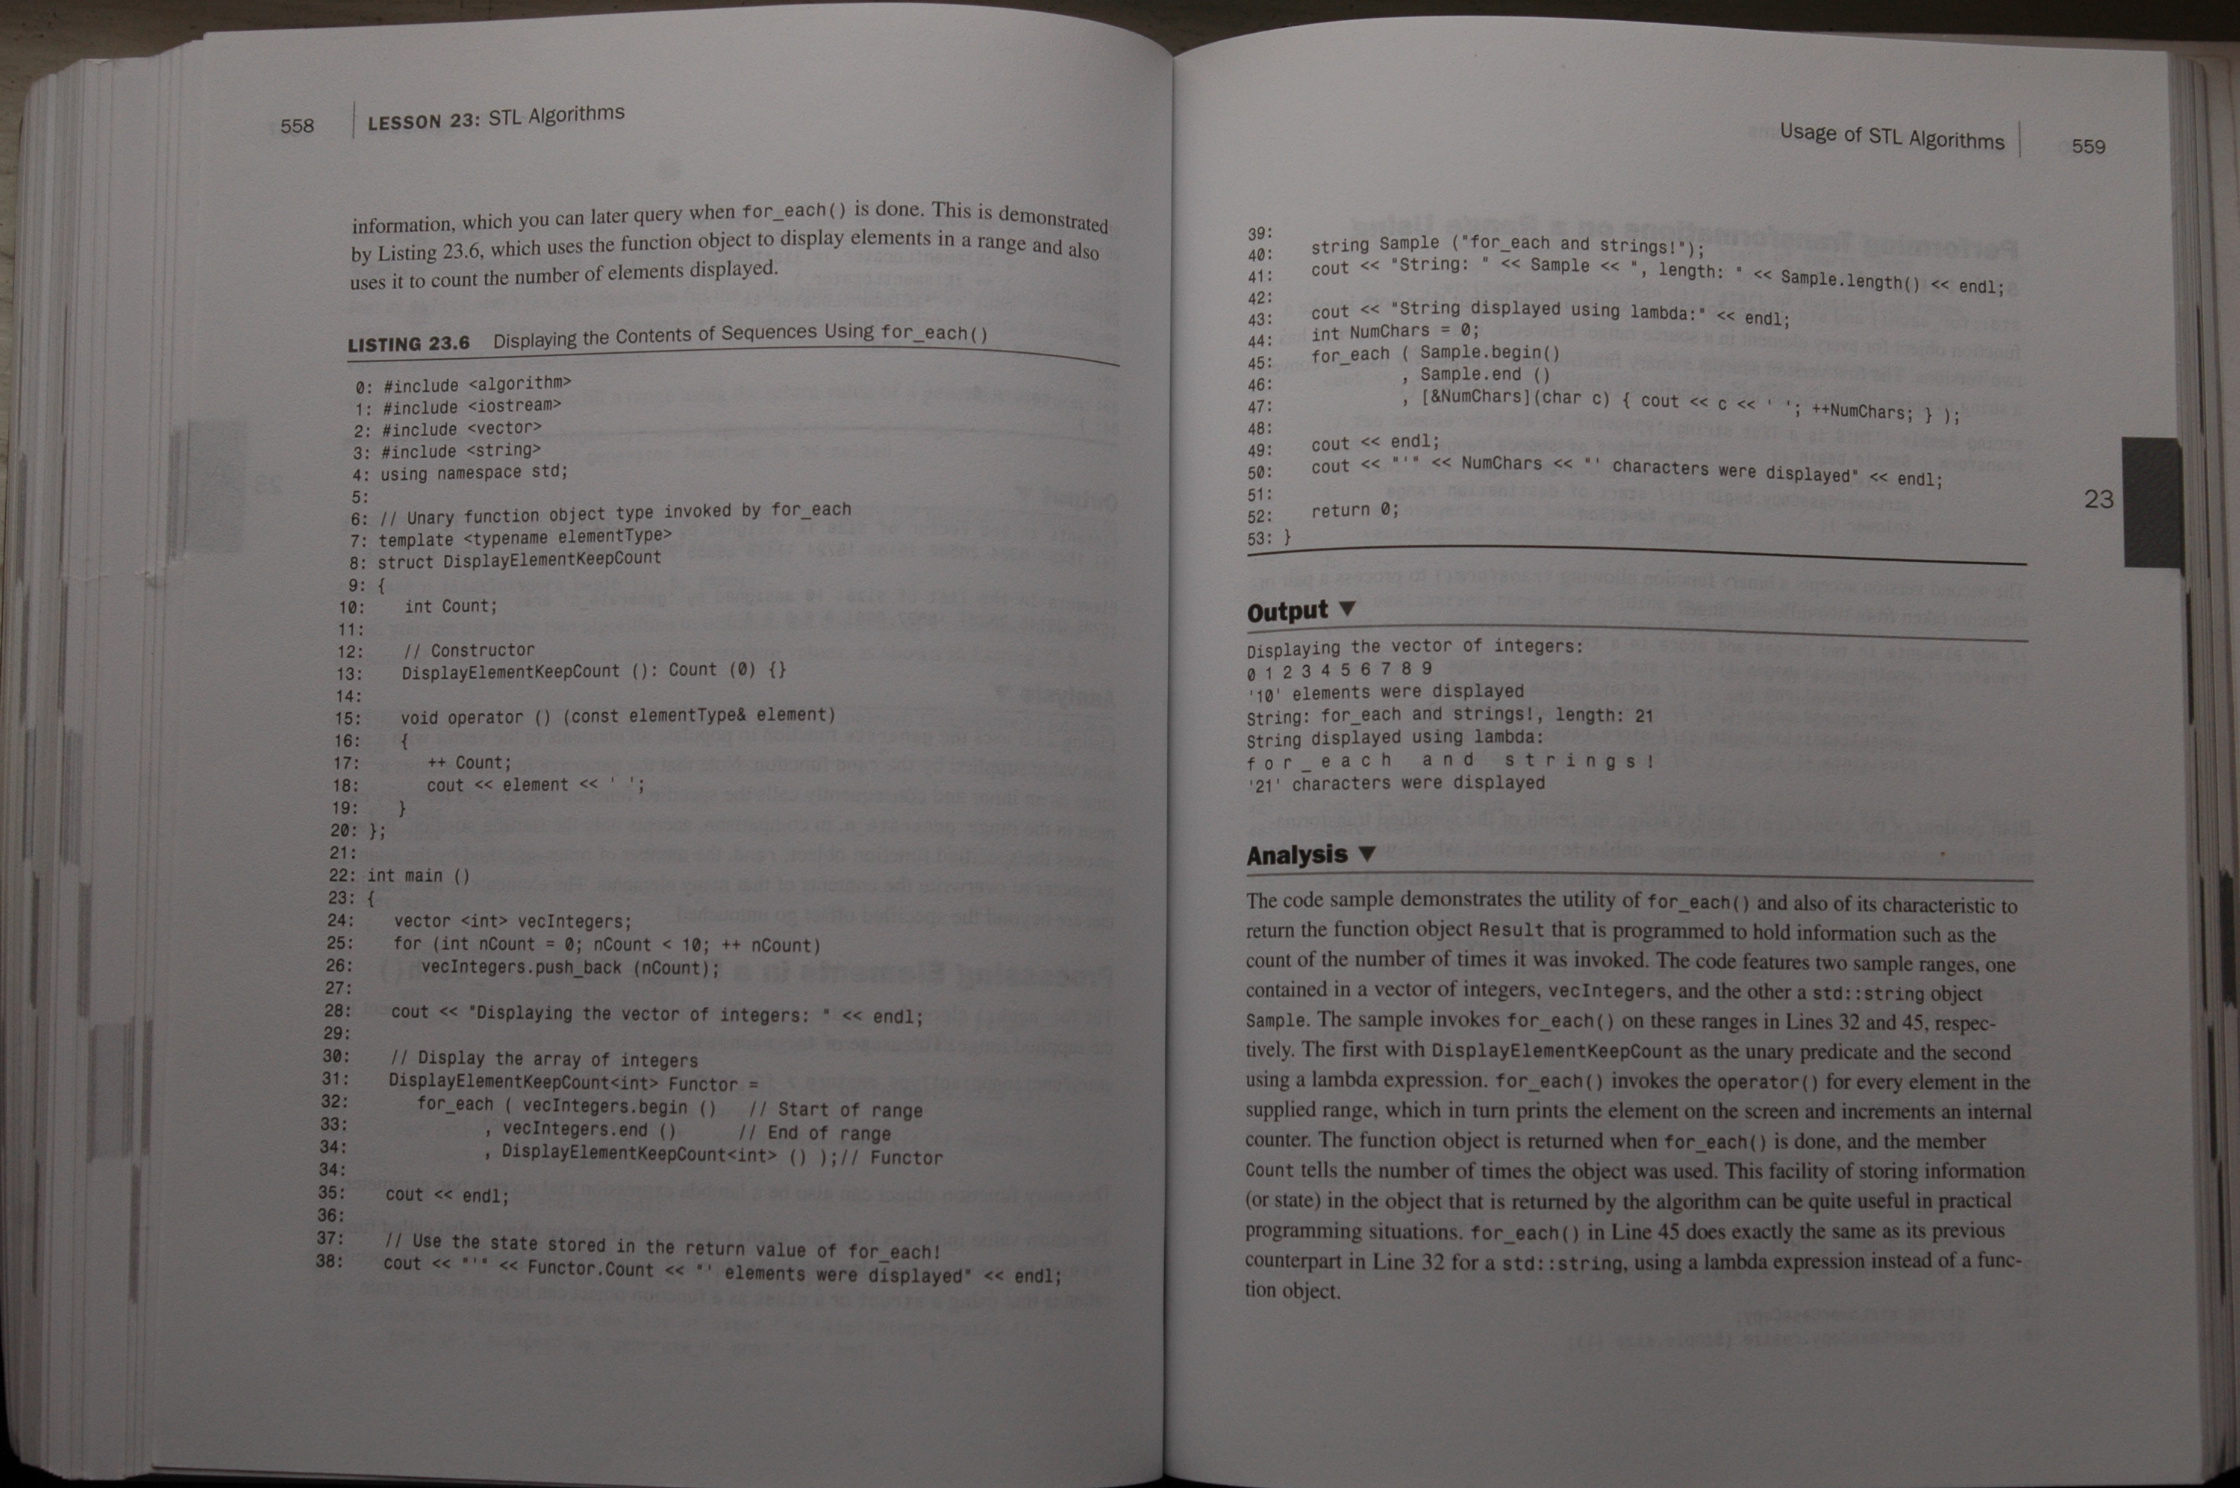 558 LESSON 23: STL Algorithms
information, which you can later query when for_each() is done. This is demonstrated
by Listing 23.6, which uses the function object to display elements in a range and also
uses it to count the number of elements displayed.
LISTING 23.6 Displaying the Contents of Sequences Using for_each()
0: #include <algorithm>
1: #include <iostream>
2: #include <vector>
3: #include <string>
4: using namespace std;
5:
6: // Unary function object type invoked by for_each
7: template <typename elementType>
8: struct DisplayElementKeepCount
9: {
10: int Count;
11:
12: // Constructor
13: DisplayElementKeepCount (): Count (0) {}
14:
15: void operator () (const elementType& element)
16: {
17: ++ Count;
18: cout << element << ' ';
19: }
20: };
21:
22: int main ()
23: {
24: vector <int> vecIntegers;
25: for (int nCount = 0; nCount < 10; ++ nCount)
26: vecIntegers.push_back (nCount);
27:
28: cout << "Displaying the vector of integers: " << endl;
29:
30: // Display the array of integers
31: DisplayElementKeepCount<int> Functor =
32: for_each ( vecIntegers.begin () // Start of range
33: , vecIntegers.end () // End of range
34: , DisplayElementKeepCount<int> () );// Functor
34:
35: cout << endl;
36:
37: // Use the state stored in the return value of for_each!
38: cout << "'" << Functor.Count << "' elements were displayed" << endl;
Usage of STL Algorithms 559
39:
40: string Sample ("for_each and strings!");
41: cout << "String: " << Sample << ", length: " << Sample.length() << endl;
42:
43: cout << "String displayed using lambda:" << endl;
44: int NumChars = 0;
45: for_each ( Sample.begin()
46: , Sample.end ()
47: , [&NumChars](char c) { cout << c << ' '; ++NumChars; } );
48:
49: cout << endl;
50: cout << "'" << NumChars << "' characters were displayed" << endl;
51:
52: return 0;
53: }
23
Output ▼
Displaying the vector of integers:
0 1 2 3 4 5 6 7 8 9
'10' elements were displayed
String: for_each and strings!, length: 21
String displayed using lambda:
f o r _ e a c h   a n d   s t r i n g s !
'21' characters were displayed
Analysis ▼
The code sample demonstrates the utility of for_each() and also of its characteristic to
return the function object Result that is programmed to hold information such as the
count of the number of times it was invoked. The code features two sample ranges, one
contained in a vector of integers, vecIntegers, and the other a std::string object
Sample. The sample invokes for_each() on these ranges in Lines 32 and 45, respec-
tively. The first with DisplayElementKeepCount as the unary predicate and the second
using a lambda expression. for_each() invokes the operator() for every element in the
supplied range, which in turn prints the element on the screen and increments an internal
counter. The function object is returned when for_each() is done, and the member
Count tells the number of times the object was used. This facility of storing information
(or state) in the object that is returned by the algorithm can be quite useful in practical
programming situations. for_each() in Line 45 does exactly the same as its previous
counterpart in Line 32 for a std::string, using a lambda expression instead of a func-
tion object.